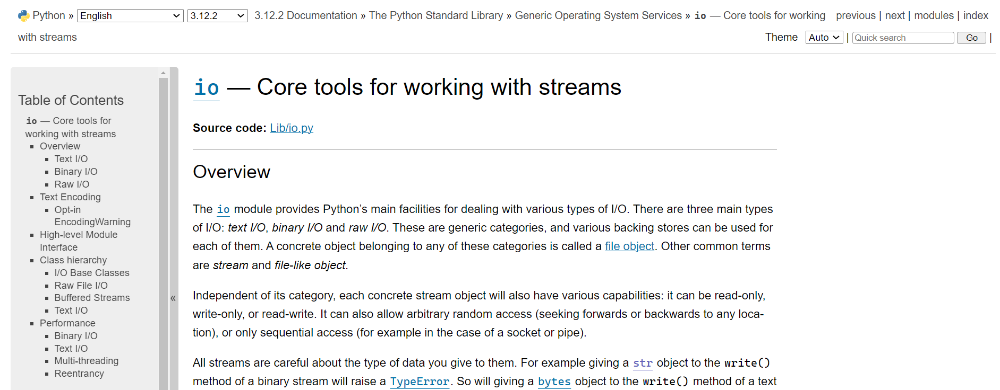 Python » English 3.12.2 3.12.2 Documentation » The Python Standard Library » Generic Operating System Services » io — Core tools for working with streams
previous | next | modules | index
Theme Auto | Quick search Go |
Table of Contents
io — Core tools for
working with streams
Overview
Text I/O
Binary I/O
Raw I/O
Text Encoding
Opt-in
EncodingWarning
High-level Module
Interface
Class hierarchy
I/O Base Classes
Raw File I/O
Buffered Streams
Text I/O
Performance
Binary I/O
Text I/O
Multi-threading
Reentrancy
«
io — Core tools for working with streams
Source code: Lib/io.py
Overview
The io module provides Python’s main facilities for dealing with various types of I/O. There are three main types
of I/O: text I/O, binary I/O and raw I/O. These are generic categories, and various backing stores can be used for
each of them. A concrete object belonging to any of these categories is called a file object. Other common terms
are stream and file-like object.
Independent of its category, each concrete stream object will also have various capabilities: it can be read-only,
write-only, or read-write. It can also allow arbitrary random access (seeking forwards or backwards to any loca-
tion), or only sequential access (for example in the case of a socket or pipe).
All streams are careful about the type of data you give to them. For example giving a str object to the write()
method of a binary stream will raise a TypeError. So will giving a bytes object to the write() method of a text